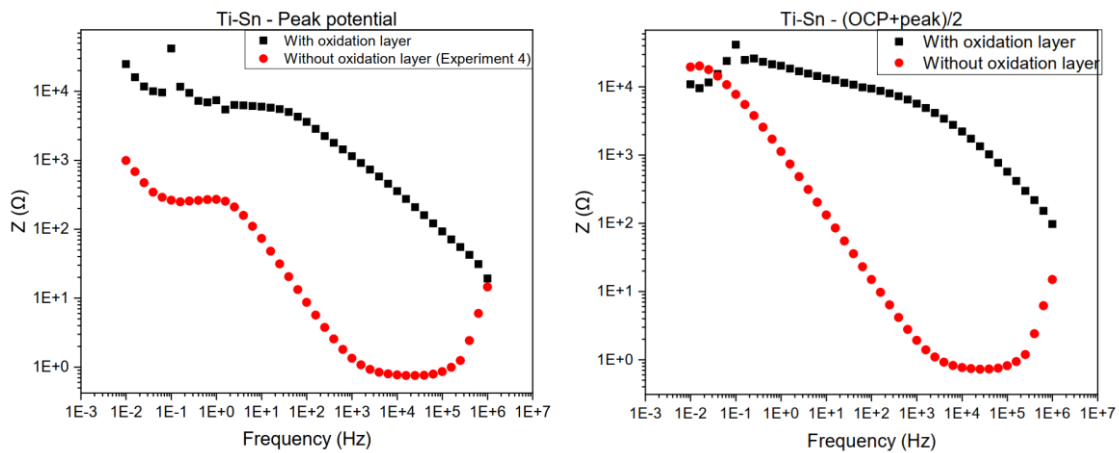 Ti-Sn - Peak potential
With oxidation layer
Without oxidation layer (Experiment 4)
1E+4
1E+3
1E+2
1E+1
1E+0
Z (Ω)
1E-3 1E-2 1E-1 1E+0 1E+1 1E+2 1E+3 1E+4 1E+5 1E+6 1E+7
Frequency (Hz)
Ti-Sn - (OCP+peak)/2
With oxidation layer
Without oxidation layer
1E+4
1E+3
1E+2
1E+1
1E+0
Z (Ω)
1E-3 1E-2 1E-1 1E+0 1E+1 1E+2 1E+3 1E+4 1E+5 1E+6 1E+7
Frequency (Hz)